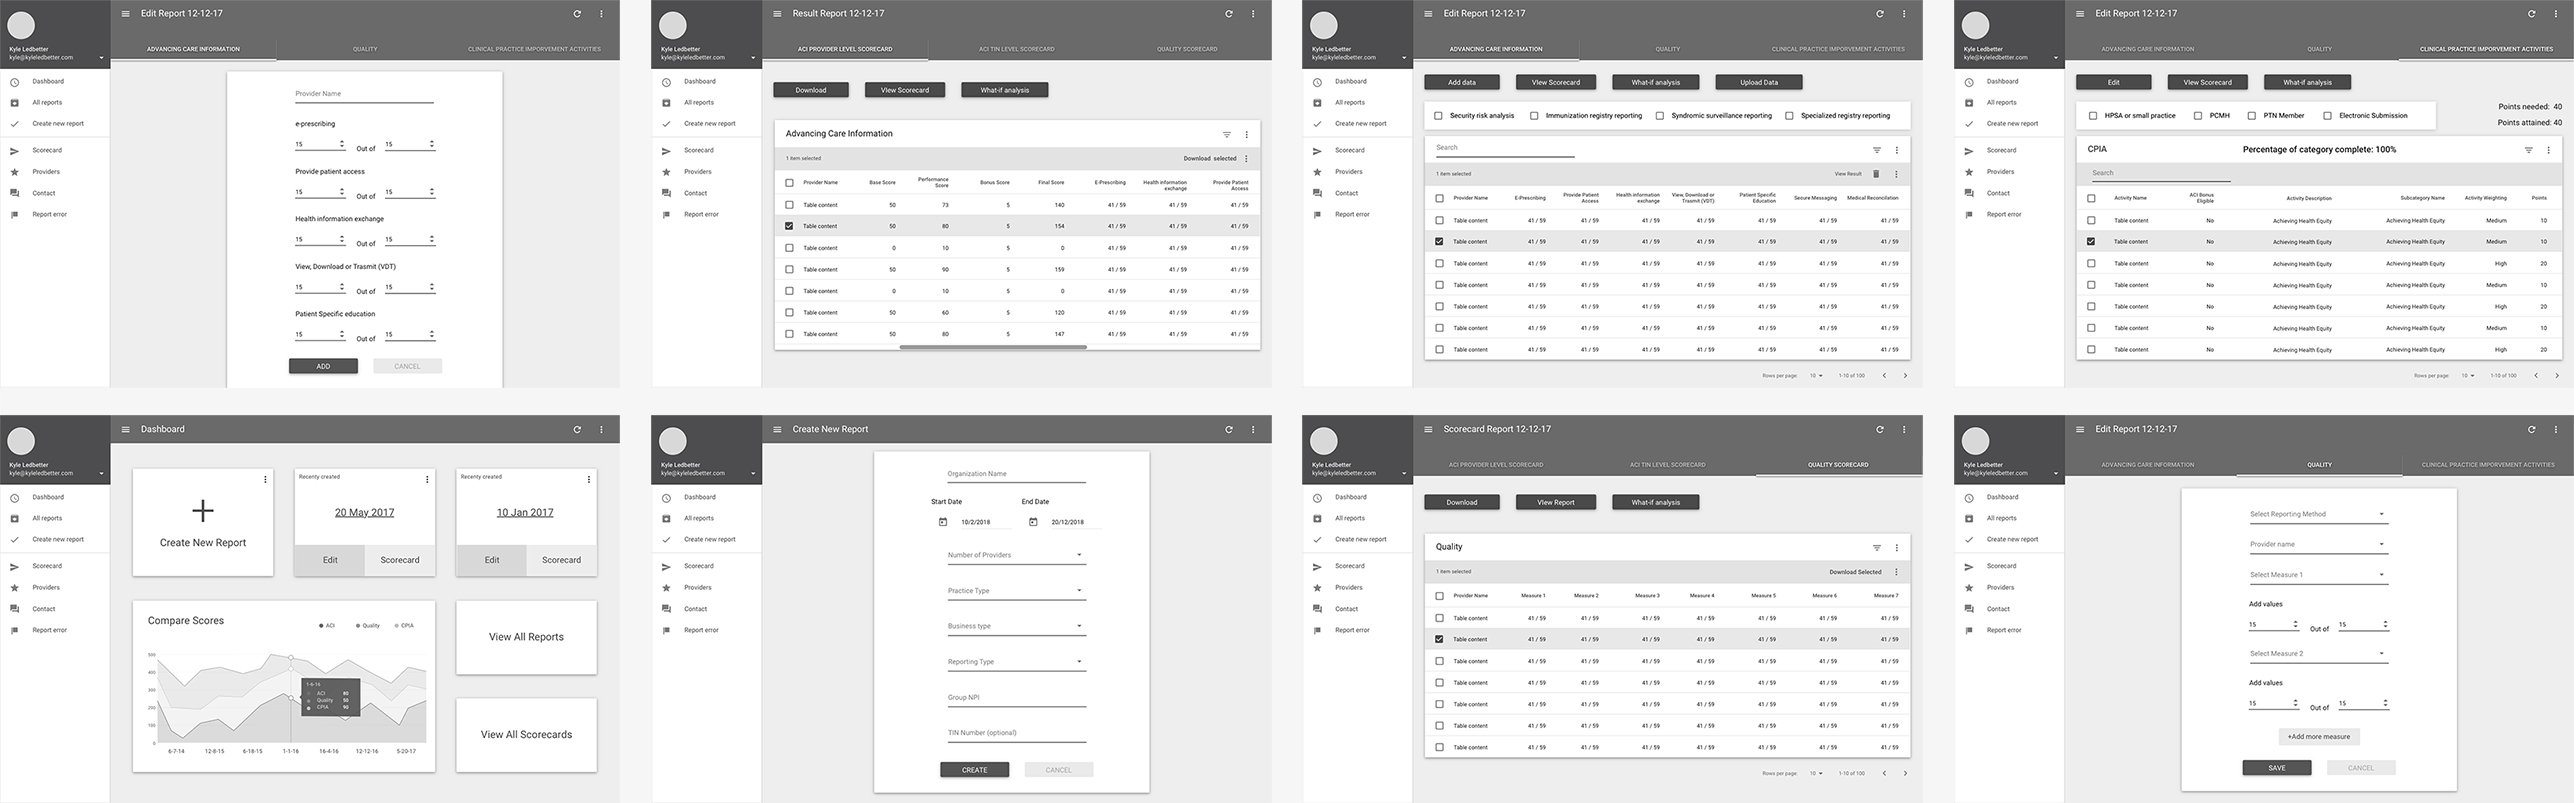 Edit Report 12-12-17
Kyle Ledbetter
kyle@kyleledbetter.com
ADVANCING CARE INFORMATION
QUALITY
CLINICAL PRACTICE IMPORVEMENT ACTIVITIES
Dashboard
All reports
Create new report
Scorecard
Providers
Contact
Report error
Provider Name
e-prescribing
15 Out of 15
Provide patient access
15 Out of 15
Health information exchange
15 Out of 15
View, Download or Trasmit (VDT)
15 Out of 15
Patient Specific education
15 Out of 15
ADD CANCEL
Result Report 12-12-17
Kyle Ledbetter
kyle@kyleledbetter.com
ACI PROVIDER LEVEL SCORECARD
ACI TIN LEVEL SCORECARD
QUALITY SCORECARD
Dashboard
All reports
Create new report
Scorecard
Providers
Contact
Report error
Download View Scorecard What-if analysis
Advancing Care Information
1 item selected Download selected
Provider Name Base Score Performance Score Bonus Score Final Score E-Prescribing Health information exchange Provide Patient Access
Table content 50 73 5 140 41 / 59 41 / 59 41 / 59
Table content 50 80 5 154 41 / 59 41 / 59 41 / 59
Table content 0 10 5 0 41 / 59 41 / 59 41 / 59
Table content 50 90 5 159 41 / 59 41 / 59 41 / 59
Table content 0 10 5 0 41 / 59 41 / 59 41 / 59
Table content 50 60 5 120 41 / 59 41 / 59 41 / 59
Table content 50 80 5 147 41 / 59 41 / 59 41 / 59
Edit Report 12-12-17
Kyle Ledbetter
kyle@kyleledbetter.com
ADVANCING CARE INFORMATION
QUALITY
CLINICAL PRACTICE IMPORVEMENT ACTIVITIES
Dashboard
All reports
Create new report
Scorecard
Providers
Contact
Report error
Add data View Scorecard What-if analysis Upload Data
Security risk analysis Immunization registry reporting Syndromic surveillance reporting Specialized registry reporting
Search
1 item selected View Result
Provider Name E-Prescribing Provide Patient Access Health information exchange View, Download or Trasmit (VDT) Patient Specific Education Secure Messaging Medical Reconcilation
Table content 41 / 59 41 / 59 41 / 59 41 / 59 41 / 59 41 / 59 41 / 59
Table content 41 / 59 41 / 59 41 / 59 41 / 59 41 / 59 41 / 59 41 / 59
Table content 41 / 59 41 / 59 41 / 59 41 / 59 41 / 59 41 / 59 41 / 59
Table content 41 / 59 41 / 59 41 / 59 41 / 59 41 / 59 41 / 59 41 / 59
Table content 41 / 59 41 / 59 41 / 59 41 / 59 41 / 59 41 / 59 41 / 59
Table content 41 / 59 41 / 59 41 / 59 41 / 59 41 / 59 41 / 59 41 / 59
Table content 41 / 59 41 / 59 41 / 59 41 / 59 41 / 59 41 / 59 41 / 59
Rows per page: 10 1-10 of 100
Edit Report 12-12-17
Kyle Ledbetter
kyle@kyleledbetter.com
ADVANCING CARE INFORMATION
QUALITY
CLINICAL PRACTICE IMPORVEMENT ACTIVITIES
Dashboard
All reports
Create new report
Scorecard
Providers
Contact
Report error
Edit View Scorecard What-if analysis
Points needed: 40
Points attained: 40
HPSA or small practice PCMH PTN Member Electronic Submission
CPIA Percentage of category complete: 100%
Search
Activity Name ACI Bonus Eligible Activity Description Subcategory Name Activity Weighting Points
Table content No Achieving Health Equity Achieving Health Equity Medium 10
Table content No Achieving Health Equity Achieving Health Equity Medium 10
Table content No Achieving Health Equity Achieving Health Equity High 20
Table content No Achieving Health Equity Achieving Health Equity Medium 10
Table content No Achieving Health Equity Achieving Health Equity High 20
Table content No Achieving Health Equity Achieving Health Equity Medium 10
Table content No Achieving Health Equity Achieving Health Equity High 20
Rows per page: 10 1-10 of 100
Dashboard
Kyle Ledbetter
kyle@kyleledbetter.com
Dashboard
All reports
Create new report
Scorecard
Providers
Contact
Report error
Create New Report
Recently created
20 May 2017
Edit Scorecard
Recently created
10 Jan 2017
Edit Scorecard
Compare Scores
ACI Quality CPIA
500
400
300
200
100
0
1-6-16
ACI 80
Quality 50
CPIA 90
6-7-14 12-8-15 6-18-15 1-1-16 16-4-16 12-12-16 5-20-17
View All Reports
View All Scorecards
Create New Report
Kyle Ledbetter
kyle@kyleledbetter.com
Dashboard
All reports
Create new report
Scorecard
Providers
Contact
Report error
Organization Name
Start Date End Date
10/2/2018 20/12/2018
Number of Providers
Practice Type
Business type
Reporting Type
Group NPI
TIN Number (optional)
CREATE CANCEL
Scorecard Report 12-12-17
Kyle Ledbetter
kyle@kyleledbetter.com
ACI PROVIDER LEVEL SCORECARD
ACI TIN LEVEL SCORECARD
QUALITY SCORECARD
Dashboard
All reports
Create new report
Scorecard
Providers
Contact
Report error
Download View Report What-if analysis
Quality
1 item selected Download Selected
Provider Name Measure 1 Measure 2 Measure 3 Measure 4 Measure 5 Measure 6 Measure 7
Table content 41 / 59 41 / 59 41 / 59 41 / 59 41 / 59 41 / 59 41 / 59
Table content 41 / 59 41 / 59 41 / 59 41 / 59 41 / 59 41 / 59 41 / 59
Table content 41 / 59 41 / 59 41 / 59 41 / 59 41 / 59 41 / 59 41 / 59
Table content 41 / 59 41 / 59 41 / 59 41 / 59 41 / 59 41 / 59 41 / 59
Table content 41 / 59 41 / 59 41 / 59 41 / 59 41 / 59 41 / 59 41 / 59
Table content 41 / 59 41 / 59 41 / 59 41 / 59 41 / 59 41 / 59 41 / 59
Table content 41 / 59 41 / 59 41 / 59 41 / 59 41 / 59 41 / 59 41 / 59
Rows per page: 10 1-10 of 100
Edit Report 12-12-17
Kyle Ledbetter
kyle@kyleledbetter.com
ADVANCING CARE INFORMATION
QUALITY
CLINICAL PRACTICE IMPORVEMENT ACTIVITIES
Dashboard
All reports
Create new report
Scorecard
Providers
Contact
Report error
Select Reporting Method
Provider name
Select Measure 1
Add values
15 Out of 15
Select Measure 2
Add values
15 Out of 15
+Add more measure
SAVE CANCEL